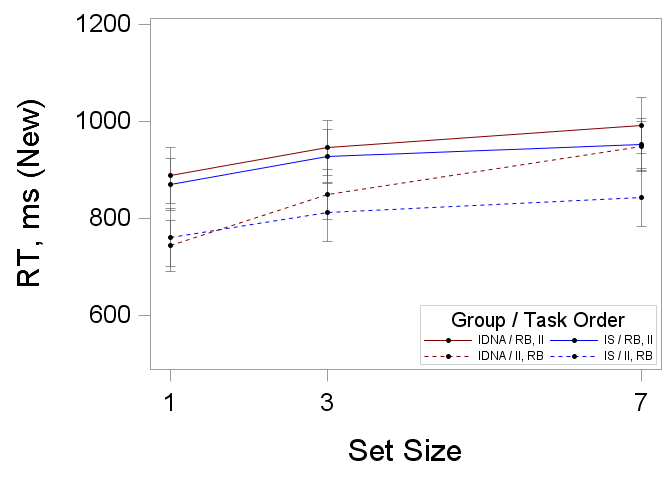 1200
1000
800
600
RT, ms (New)
Group / Task Order
IDNA / RB, II IS / RB, II
IDNA / II, RB IS / II, RB
1 3 7
Set Size